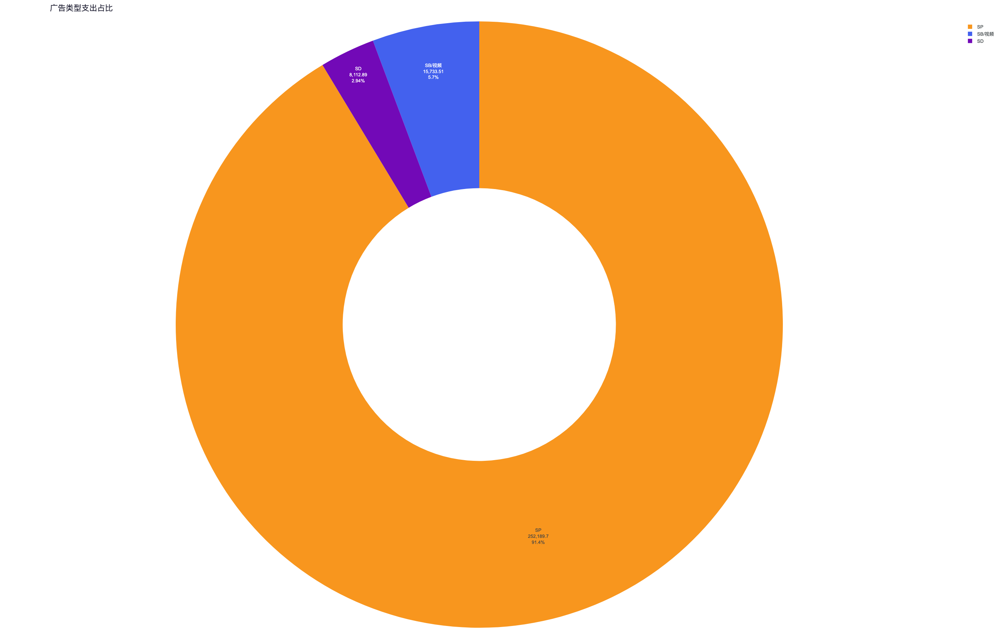 广告类型支出占比
SP
SB/视频
SD
SB/视频
15,733.51
5.7%
SD
8,112.89
2.94%
SP
252,189.7
91.4%